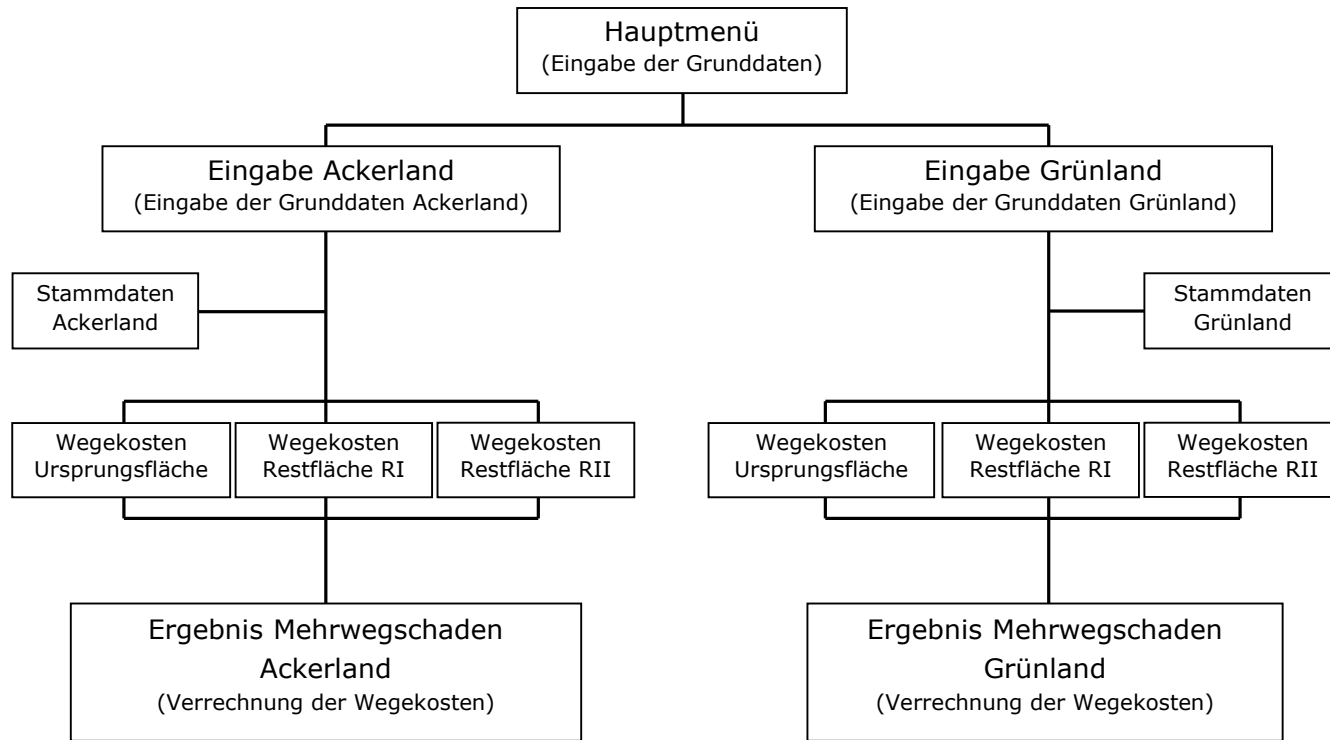 Hauptmenü
(Eingabe der Grunddaten)
Eingabe Ackerland
(Eingabe der Grunddaten Ackerland)
Eingabe Grünland
(Eingabe der Grunddaten Grünland)
Stammdaten
Ackerland
Stammdaten
Grünland
Wegekosten
Ursprungsfläche
Wegekosten
Restfläche RI
Wegekosten
Restfläche RII
Wegekosten
Ursprungsfläche
Wegekosten
Restfläche RI
Wegekosten
Restfläche RII
Ergebnis Mehrwegschaden
Ackerland
(Verrechnung der Wegekosten)
Ergebnis Mehrwegschaden
Grünland
(Verrechnung der Wegekosten)